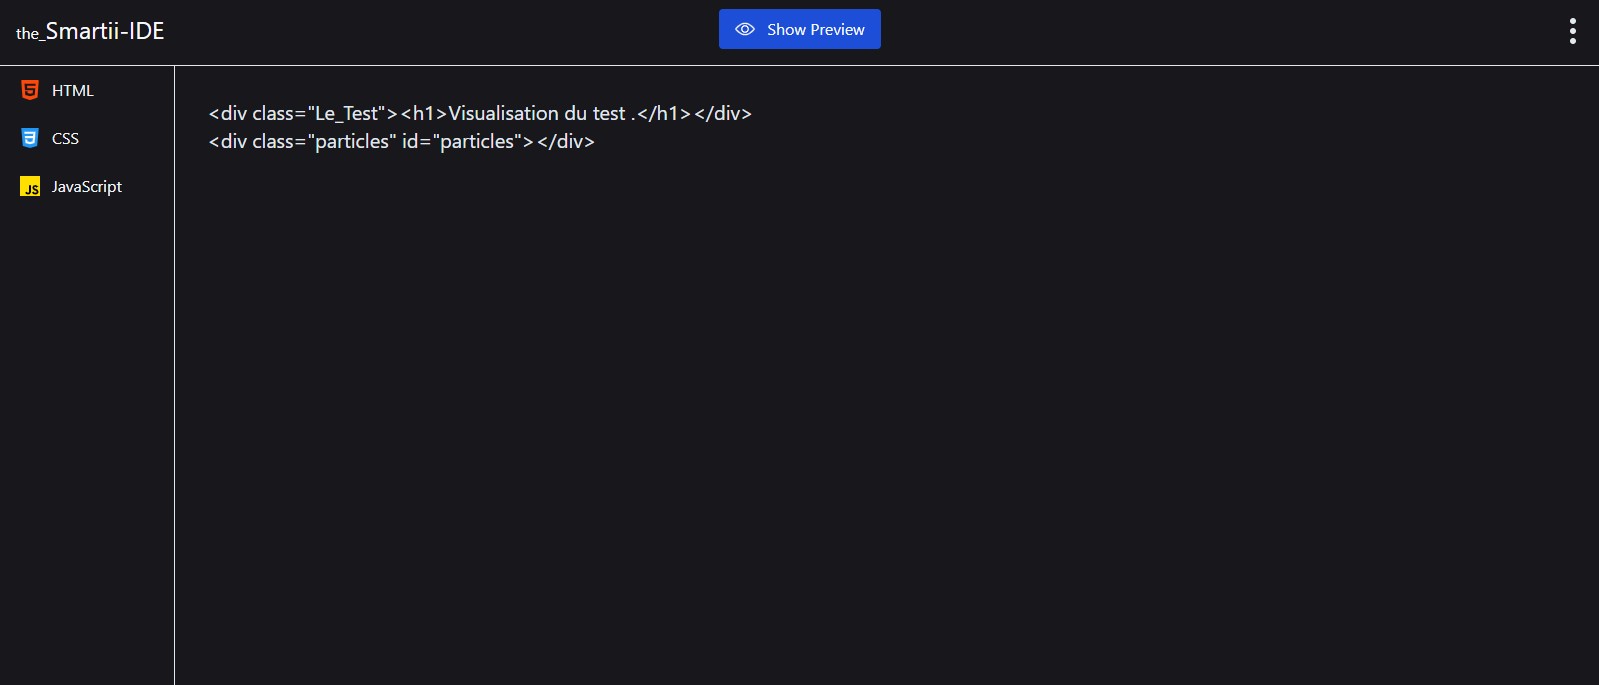 the_Smartii-IDE
Show Preview
HTML
CSS
JS JavaScript
<div class="Le_Test"><h1>Visualisation du test .</h1></div>
<div class="particles" id="particles"></div>